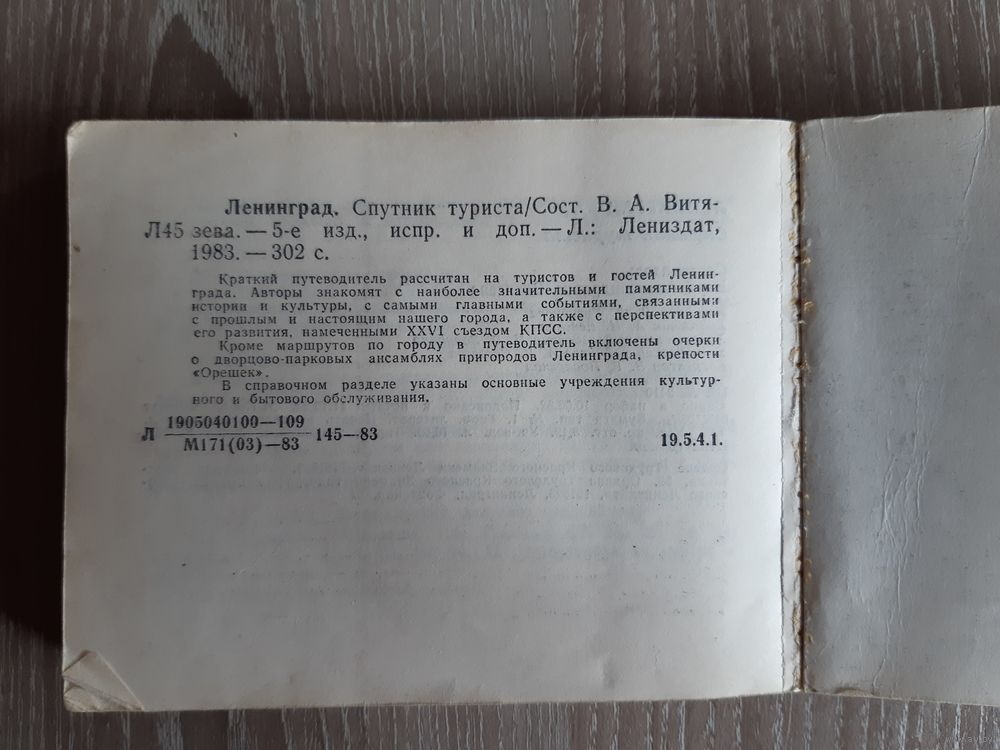 Ленинград. Спутник туриста/Сост. В. А. Витя-
Л45 зева. — 5-е изд., испр. и доп. — Л.: Лениздат,
1983. — 302 с.
Краткий путеводитель рассчитан на туристов и гостей Ленин-
града. Авторы знакомят с наиболее значительными памятниками
истории и культуры, с самыми главными событиями, связанными
с прошлым и настоящим нашего города, а также с перспективами
его развития, намеченными XXVI съездом КПСС.
Кроме маршрутов по городу в путеводитель включены очерки
о дворцово-парковых ансамблях пригородов Ленинграда, крепости
«Орешек».
В справочном разделе указаны основные учреждения культур-
ного и бытового обслуживания.
1905040100—109
Л 145—83
М171(03)—83
19.5.4.1.